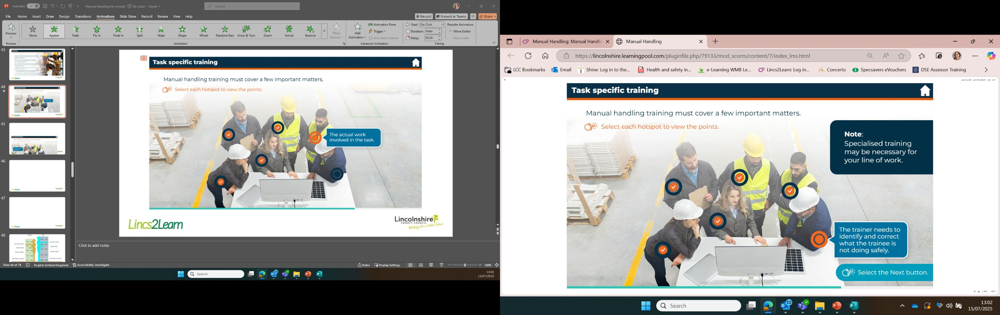 AutoSave
Manual Handling for schools
No Label • Saved
Search
File
Home
Insert
Draw
Design
Transitions
Animations
Slide Show
Record
Review
View
Help
Record
Present in Teams
Share
Preview
None
Appear
Fade
Fly In
Float In
Split
Wipe
Shape
Wheel
Random Bars
Grow & Turn
Zoom
Swivel
Bounce
Effect
Options
Add
Animation
Animation Pane
Trigger
Animation Painter
Start: On Click
Duration: Auto
Delay: 00.00
Reorder Animation
Move Earlier
Move Later
Preview
Animation
Advanced Animation
Timing
43
44
45
46
47
48
5
Task specific training
Manual handling training must cover a few important matters.
Select each hotspot to view the points.
The actual work
involved in the task.
Lincs2Learn
Lincolnshire
COUNTY COUNCIL
Working for a better future
Click to add notes
Slide 44 of 78
English (United Kingdom)
Accessibility: Investigate
Notes
Display Settings
100%
Search
13:02
15/07/2025
Manual Handling: Manual Handli
Manual Handling
https://lincolnshire.learningpool.com/pluginfile.php/79133/mod_scorm/content/7/index_lms.html
LCC Bookmarks
Email
Shine: Log in to the...
Health and safety in...
e-Learning WMB Le...
Lincs2Learn: Log in...
Concerto
Specsavers eVouchers
DSE Assessor Training
Task specific training
Manual handling training must cover a few important matters.
Select each hotspot to view the points.
Note:
Specialised training
may be necessary for
your line of work.
The trainer needs to
identify and correct
what the trainee is
not doing safely.
Select the Next button.
Search
13:02
15/07/2025